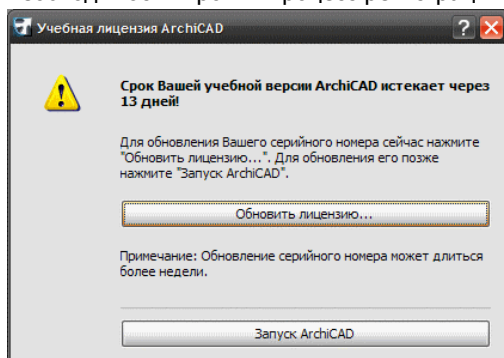 Учебная лицензия ArchiCAD
Срок Вашей учебной версии ArchiCAD истекает через
13 дней!
Для обновления Вашего серийного номера сейчас нажмите
"Обновить лицензию...". Для обновления его позже
нажмите "Запуск ArchiCAD".
Обновить лицензию...
Примечание: Обновление серийного номера может длиться
более недели.
Запуск ArchiCAD